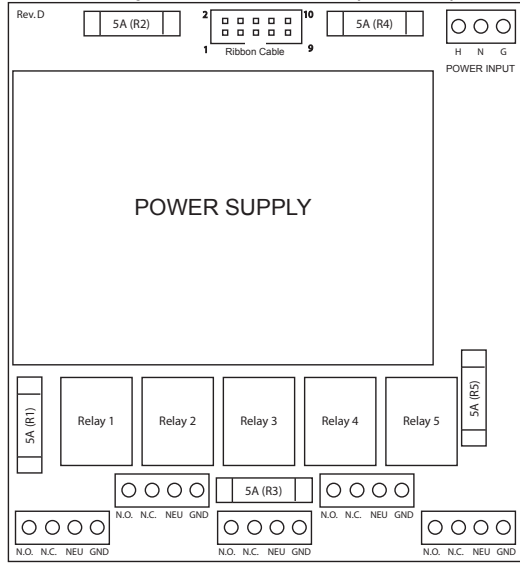 Rev. D
5A (R2)
2
10
5A (R4)
1
Ribbon Cable
9
H N G
POWER INPUT
POWER SUPPLY
5A (R1)
Relay 1
Relay 2
Relay 3
Relay 4
Relay 5
5A (R5)
5A (R3)
N.O. N.C. NEU GND
N.O. N.C. NEU GND
N.O. N.C. NEU GND
N.O. N.C. NEU GND
N.O. N.C. NEU GND